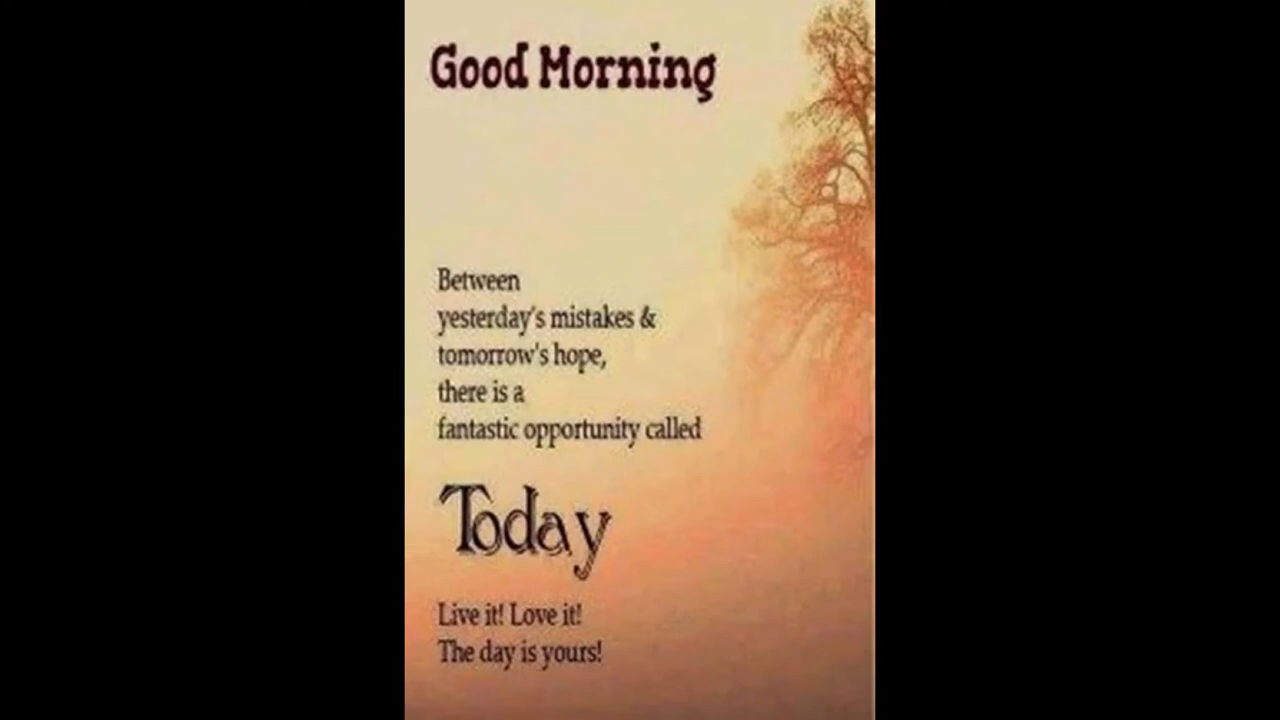 Good Morning
Between
yesterday's mistakes &
tomorrow's hope,
there is a
fantastic opportunity called
Today
Live it! Love it!
The day is yours!